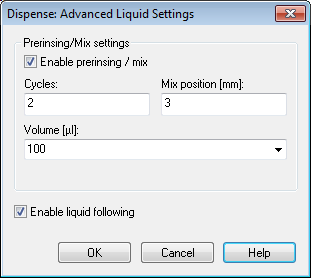 Dispense: Advanced Liquid Settings
Prerinsing/Mix settings
Enable prerinsing / mix
Cycles: Mix position [mm]:
2 3
Volume [µl]:
100
Enable liquid following
OK Cancel Help